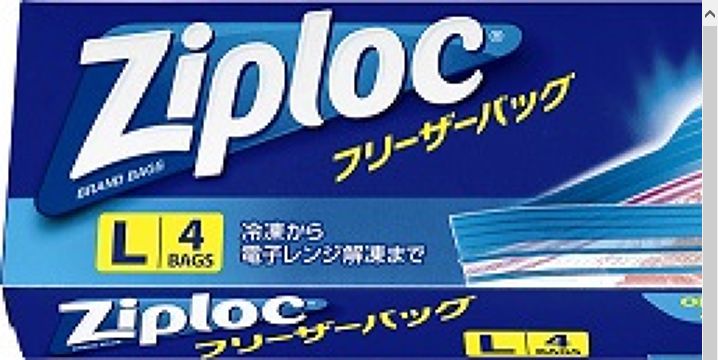 Ziploc®
BRAND BAGS
フリーザーバッグ
L 4
BAGS
冷凍から
電子レンジ解凍まで
Ziploc
フリーザーバッグ
L 4
BAGS